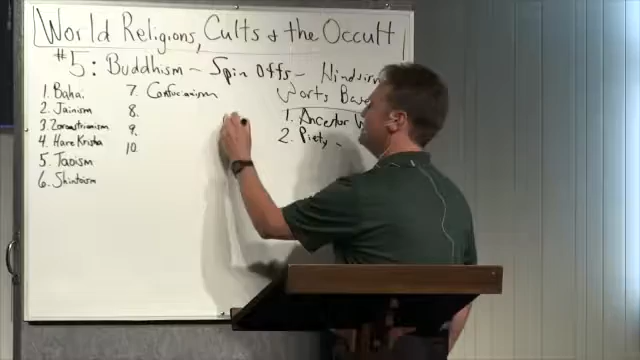 World Religions, Cults & the Occult
#5: Buddhism - Spin Offs - Hinduism
Works Based
1. Baha
2. Jainism
3. Zoroastrianism
4. Hare Krisha
5. Taoism
6. Shintoism
7. Confucianism
8.
9.
10.
1. Ancestor
2. Piety -